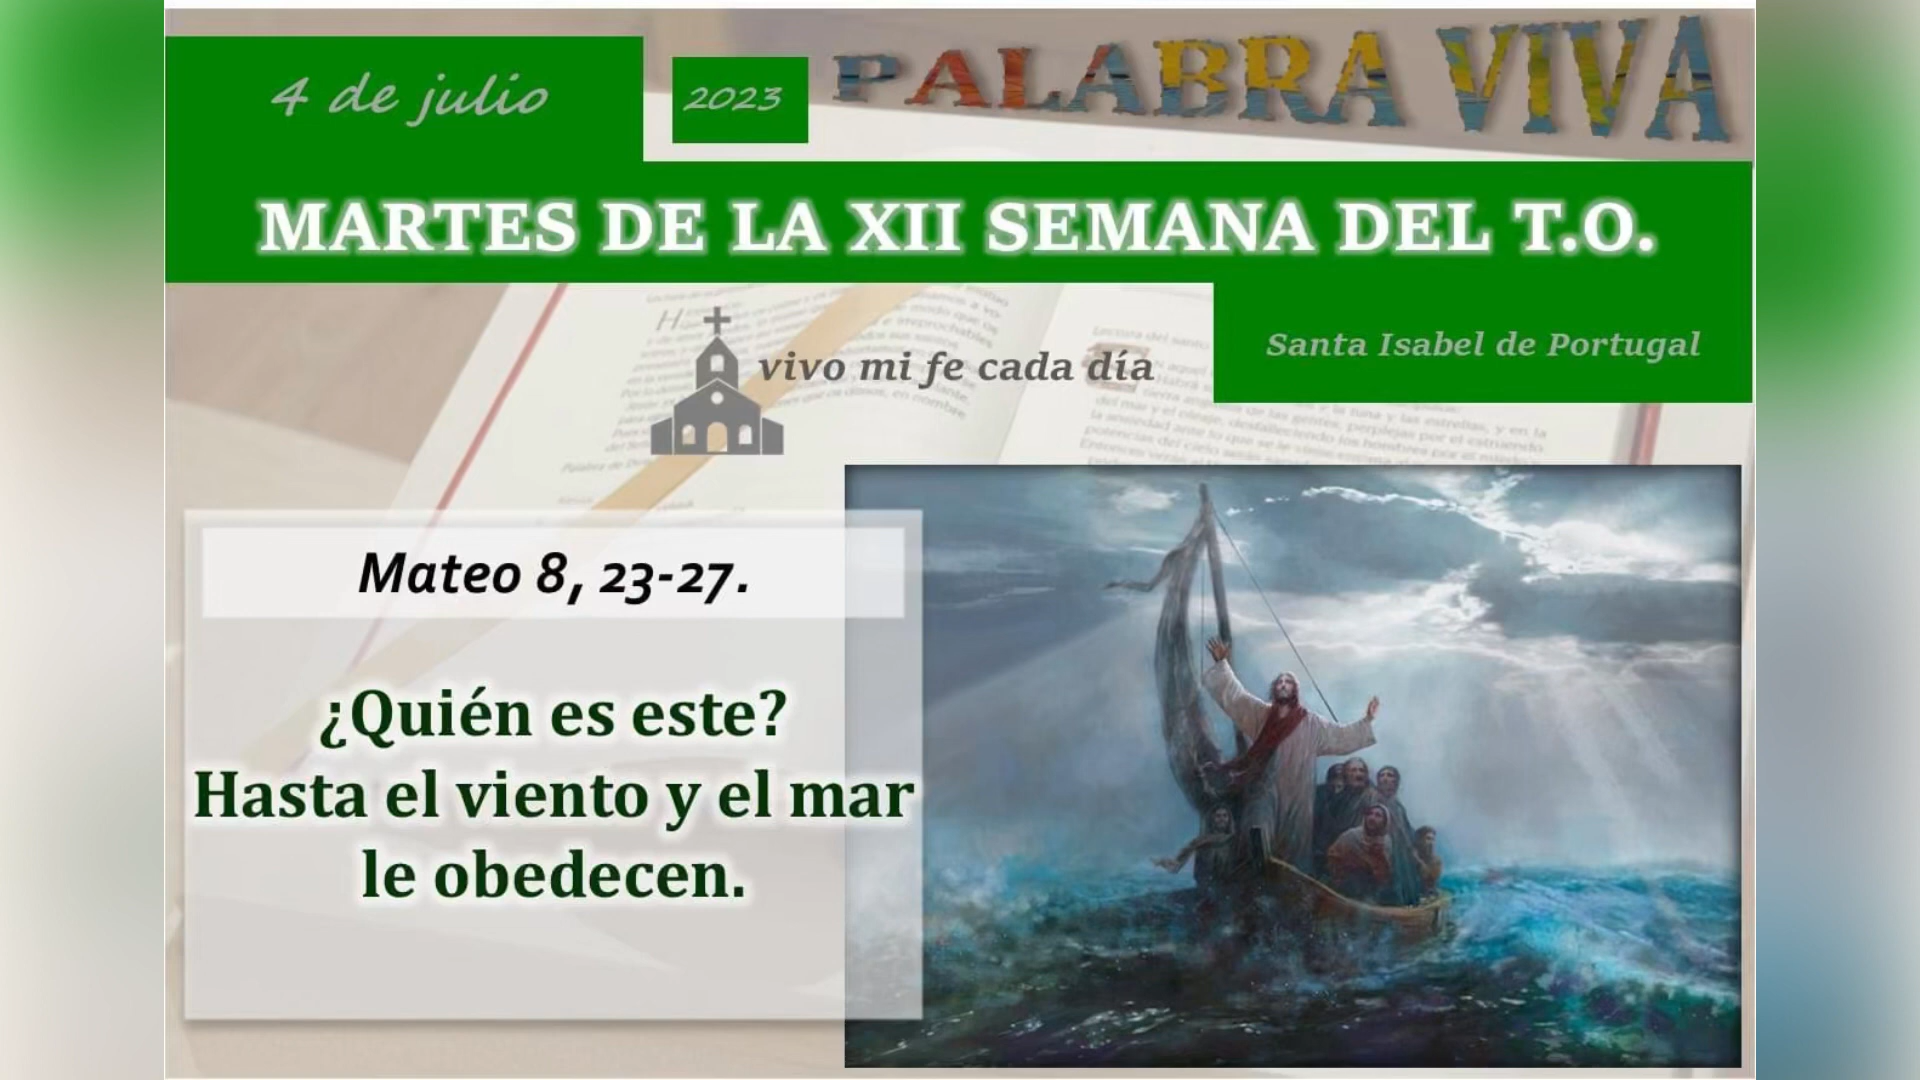 4 de julio
2023
PALABRA VIVA
MARTES DE LA XII SEMANA DEL T.O.
Santa Isabel de Portugal
vivo mi fe cada día
Mateo 8, 23-27.
¿Quién es este?
Hasta el viento y el mar
le obedecen.